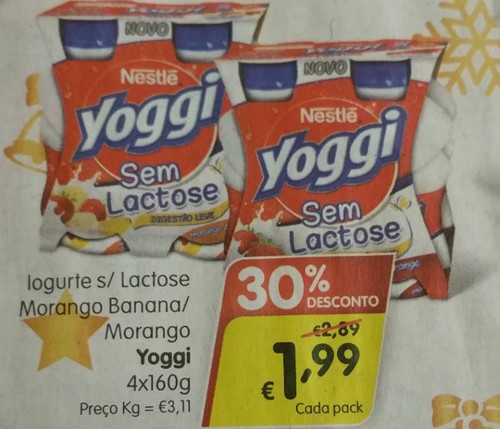 NOVO
Nestlé
Yoggi
Sem
Lactose
DIGESTÃO LEVE
NOVO
Nestlé
Yoggi
Sem
Lactose
Iogurte s/ Lactose
Morango Banana/
Morango
Yoggi
4x160g
Preço Kg = €3,11
30% DESCONTO
€2,89
€1,99
Cada pack